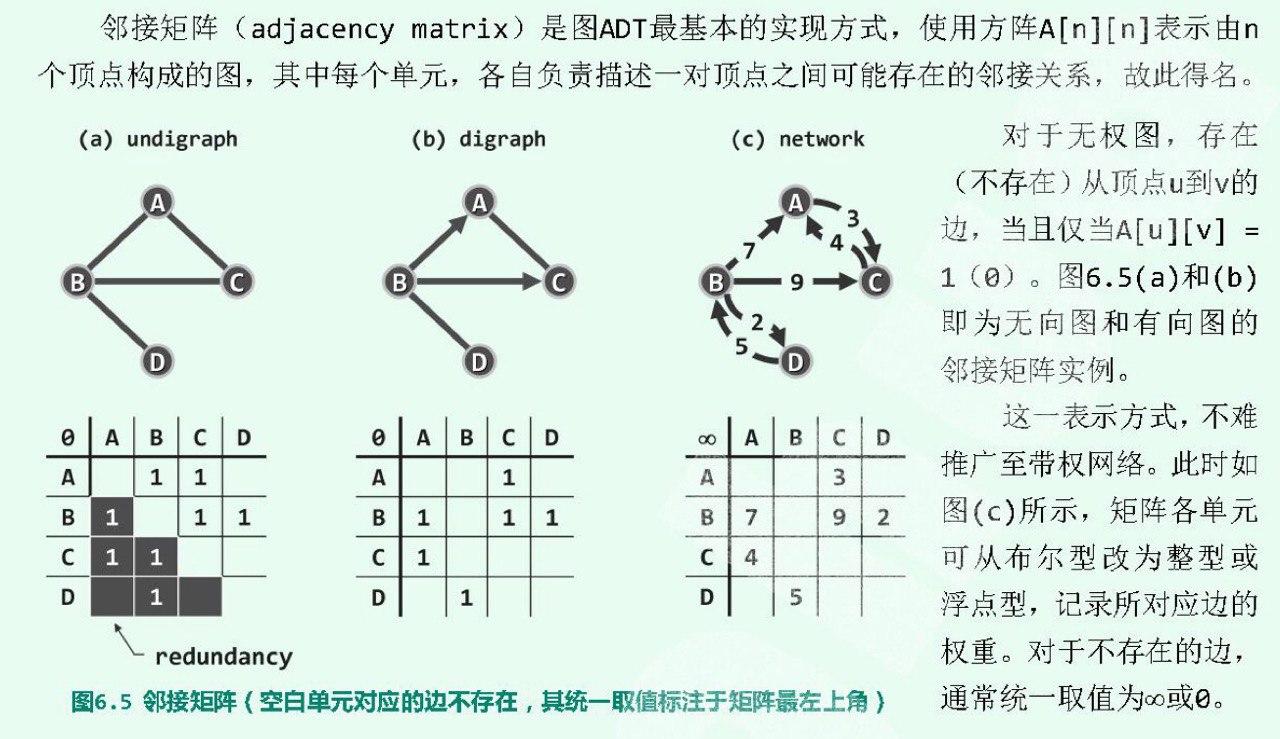 邻接矩阵（adjacency matrix）是图ADT最基本的实现方式，使用方阵A[n][n]表示由n
个顶点构成的图，其中每个单元，各自负责描述一对顶点之间可能存在的邻接关系，故此得名。
(a) undigraph
A
B
C
D
0 A B C D
A 1 1
B 1 1 1
C 1 1
D 1
redundancy
(b) digraph
A
B
C
D
0 A B C D
A 1
B 1 1 1
C 1
D 1
(c) network
A
3
4
7
B
9
C
2
5
D
∞ A B C D
A 3
B 7 9 2
C 4
D 5
图6.5 邻接矩阵（空白单元对应的边不存在，其统一取值标注于矩阵最左上角）
对于无权图，存在
（不存在）从顶点u到v的
边，当且仅当A[u][v] =
1（0）。图6.5(a)和(b)
即为无向图和有向图的
邻接矩阵实例。
这一表示方式，不难
推广至带权网络。此时如
图(c)所示，矩阵各单元
可从布尔型改为整型或
浮点型，记录所对应边的
权重。对于不存在的边，
通常统一取值为∞或0。